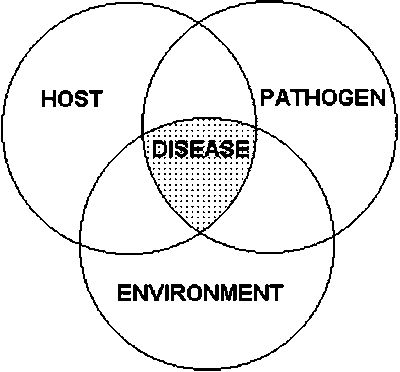 HOST
PATHOGEN
DISEASE
ENVIRONMENT